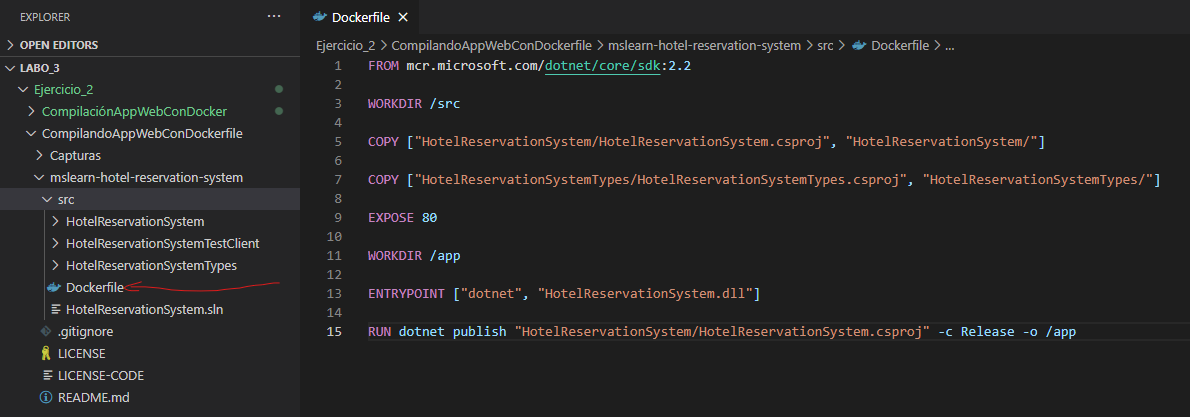 EXPLORER ...
OPEN EDITORS
LABO_3
Ejercicio_2
CompilaciónAppWebConDocker
CompilandoAppWebConDockerfile
Capturas
mslearn-hotel-reservation-system
src
HotelReservationSystem
HotelReservationSystemTestClient
HotelReservationSystemTypes
Dockerfile
HotelReservationSystem.sln
.gitignore
LICENSE
LICENSE-CODE
README.md
Dockerfile
Ejercicio_2 > CompilandoAppWebConDockerfile > mslearn-hotel-reservation-system > src > Dockerfile > ...
1 FROM mcr.microsoft.com/dotnet/core/sdk:2.2
2
3 WORKDIR /src
4
5 COPY ["HotelReservationSystem/HotelReservationSystem.csproj", "HotelReservationSystem/"]
6
7 COPY ["HotelReservationSystemTypes/HotelReservationSystemTypes.csproj", "HotelReservationSystemTypes/"]
8
9 EXPOSE 80
10
11 WORKDIR /app
12
13 ENTRYPOINT ["dotnet", "HotelReservationSystem.dll"]
14
15 RUN dotnet publish "HotelReservationSystem/HotelReservationSystem.csproj" -c Release -o /app